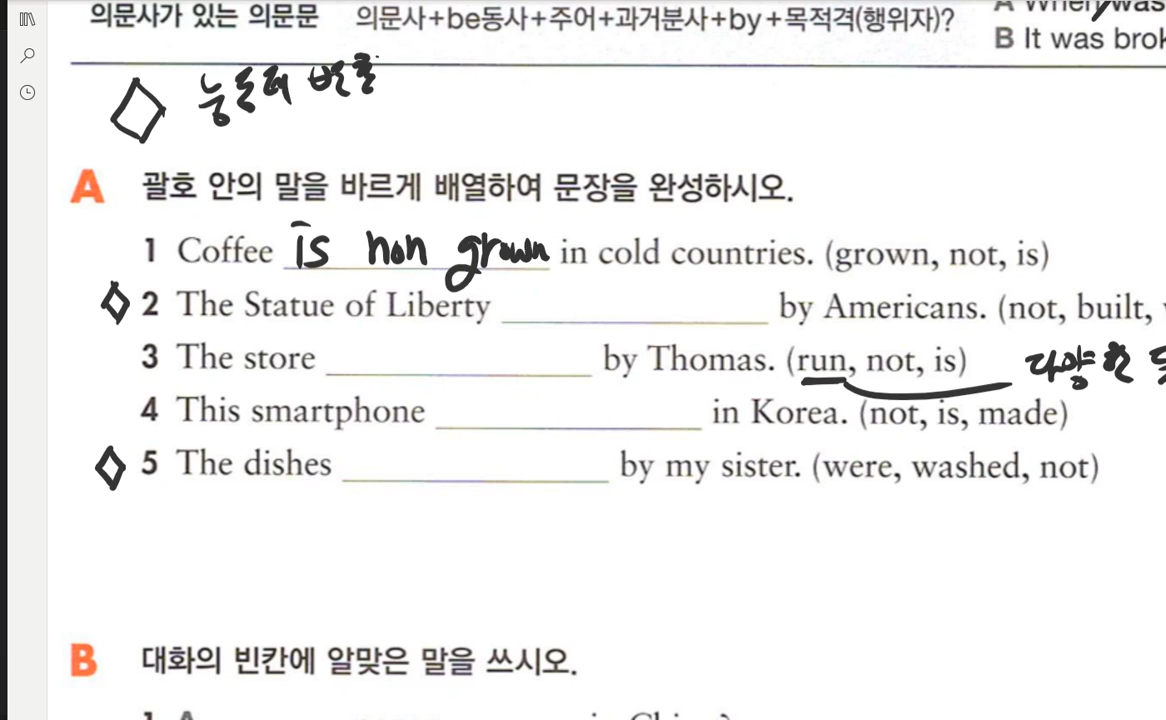 의문사가 있는 의문문 의문사+be동사+주어+과거분사+by+목적격(행위자)? A When was
B It was brok
능동태 변환
A 괄호 안의 말을 바르게 배열하여 문장을 완성하시오.
1 Coffee is non grown in cold countries. (grown, not, is)
2 The Statue of Liberty by Americans. (not, built,
3 The store by Thomas. (run, not, is) 다양한
4 This smartphone in Korea. (not, is, made)
5 The dishes by my sister. (were, washed, not)
B 대화의 빈칸에 알맞은 말을 쓰시오.